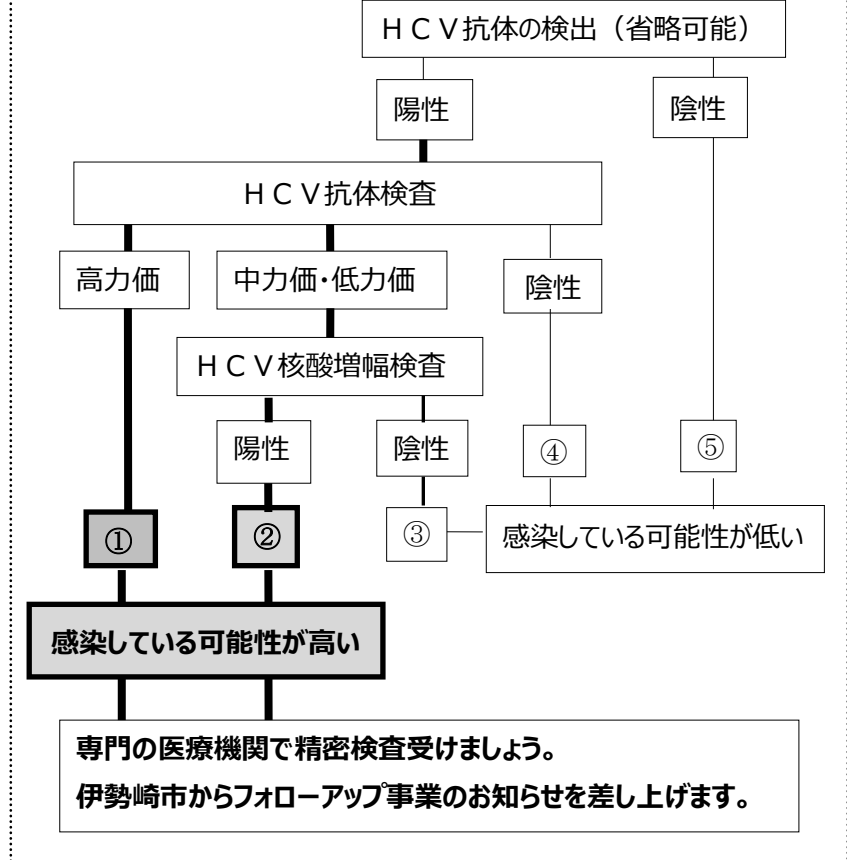 ＨＣＶ抗体の検出（省略可能）
陽性
陰性
ＨＣＶ抗体検査
高力価
中力価・低力価
陰性
ＨＣＶ核酸増幅検査
陽性
陰性
④
⑤
①
②
③
感染している可能性が低い
感染している可能性が高い
専門の医療機関で精密検査受けましょう。
伊勢崎市からフォローアップ事業のお知らせを差し上げます。